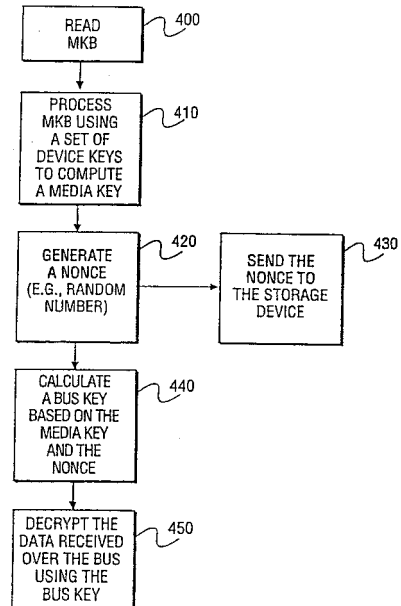 READ
MKB
400
PROCESS
MKB USING
A SET OF
DEVICE KEYS
TO COMPUTE
A MEDIA KEY
410
GENERATE
A NONCE
(E.G., RANDOM
NUMBER)
420
SEND THE
NONCE TO
THE STORAGE
DEVICE
430
CALCULATE
A BUS KEY
BASED ON THE
MEDIA KEY
AND THE
NONCE
440
DECRYPT THE
DATA RECEIVED
OVER THE BUS
USING THE
BUS KEY
450